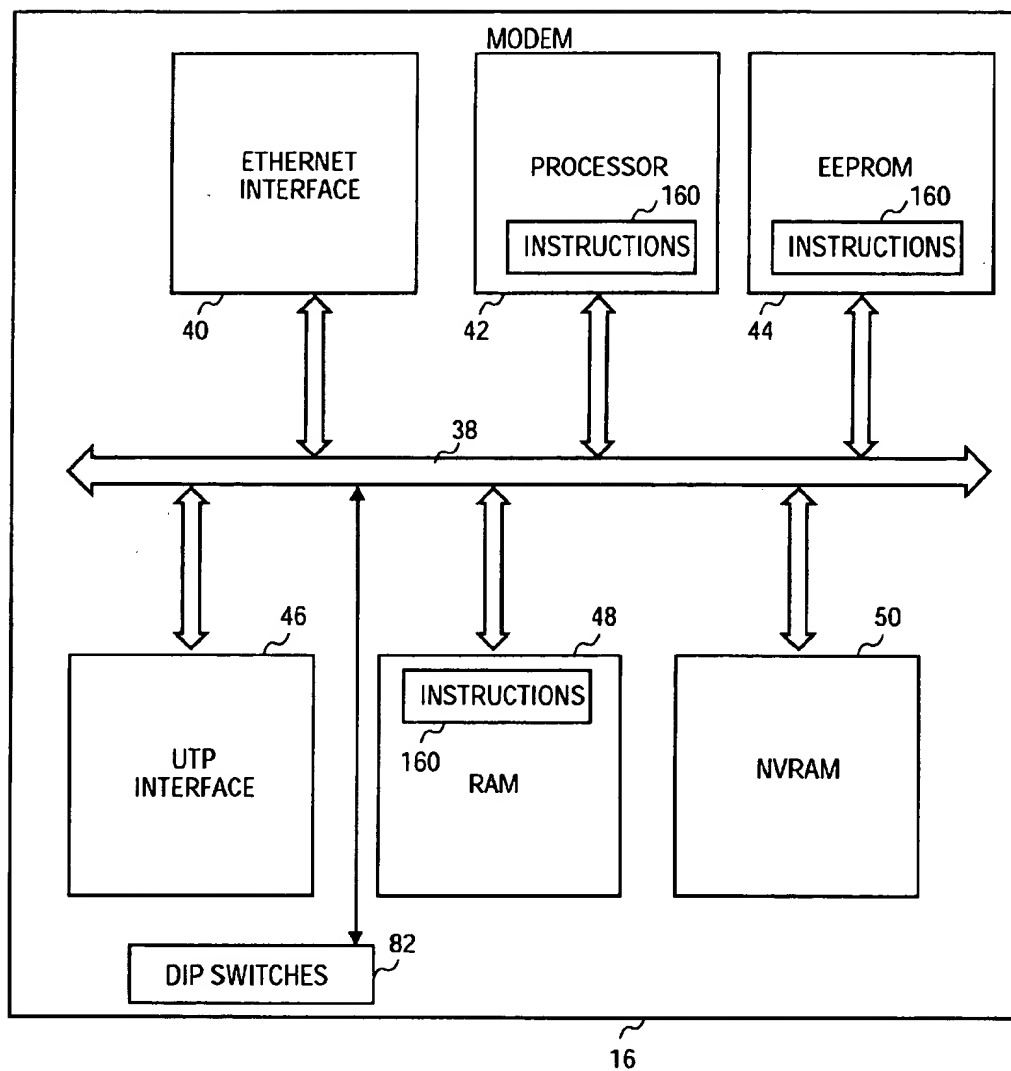 MODEM
ETHERNET
INTERFACE
40
PROCESSOR
160
INSTRUCTIONS
42
EEPROM
160
INSTRUCTIONS
44
38
46
UTP
INTERFACE
48
INSTRUCTIONS
160
RAM
50
NVRAM
DIP SWITCHES
82
16